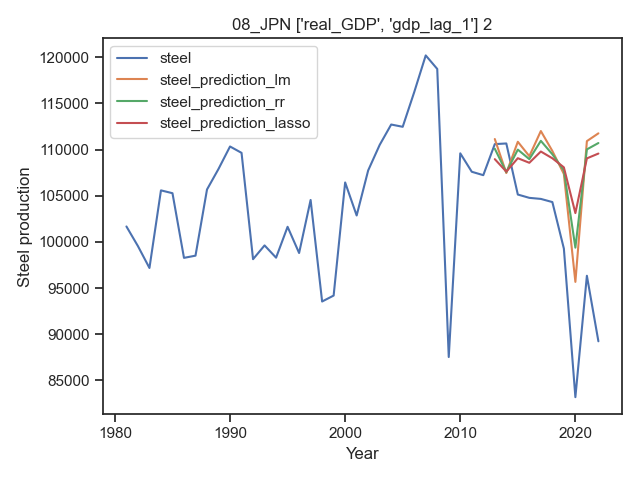 08_JPN ['real_GDP', 'gdp_lag_1'] 2
steel
steel_prediction_lm
steel_prediction_rr
steel_prediction_lasso
Steel production
120000
115000
110000
105000
100000
95000
90000
85000
1980
1990
2000
2010
2020
Year